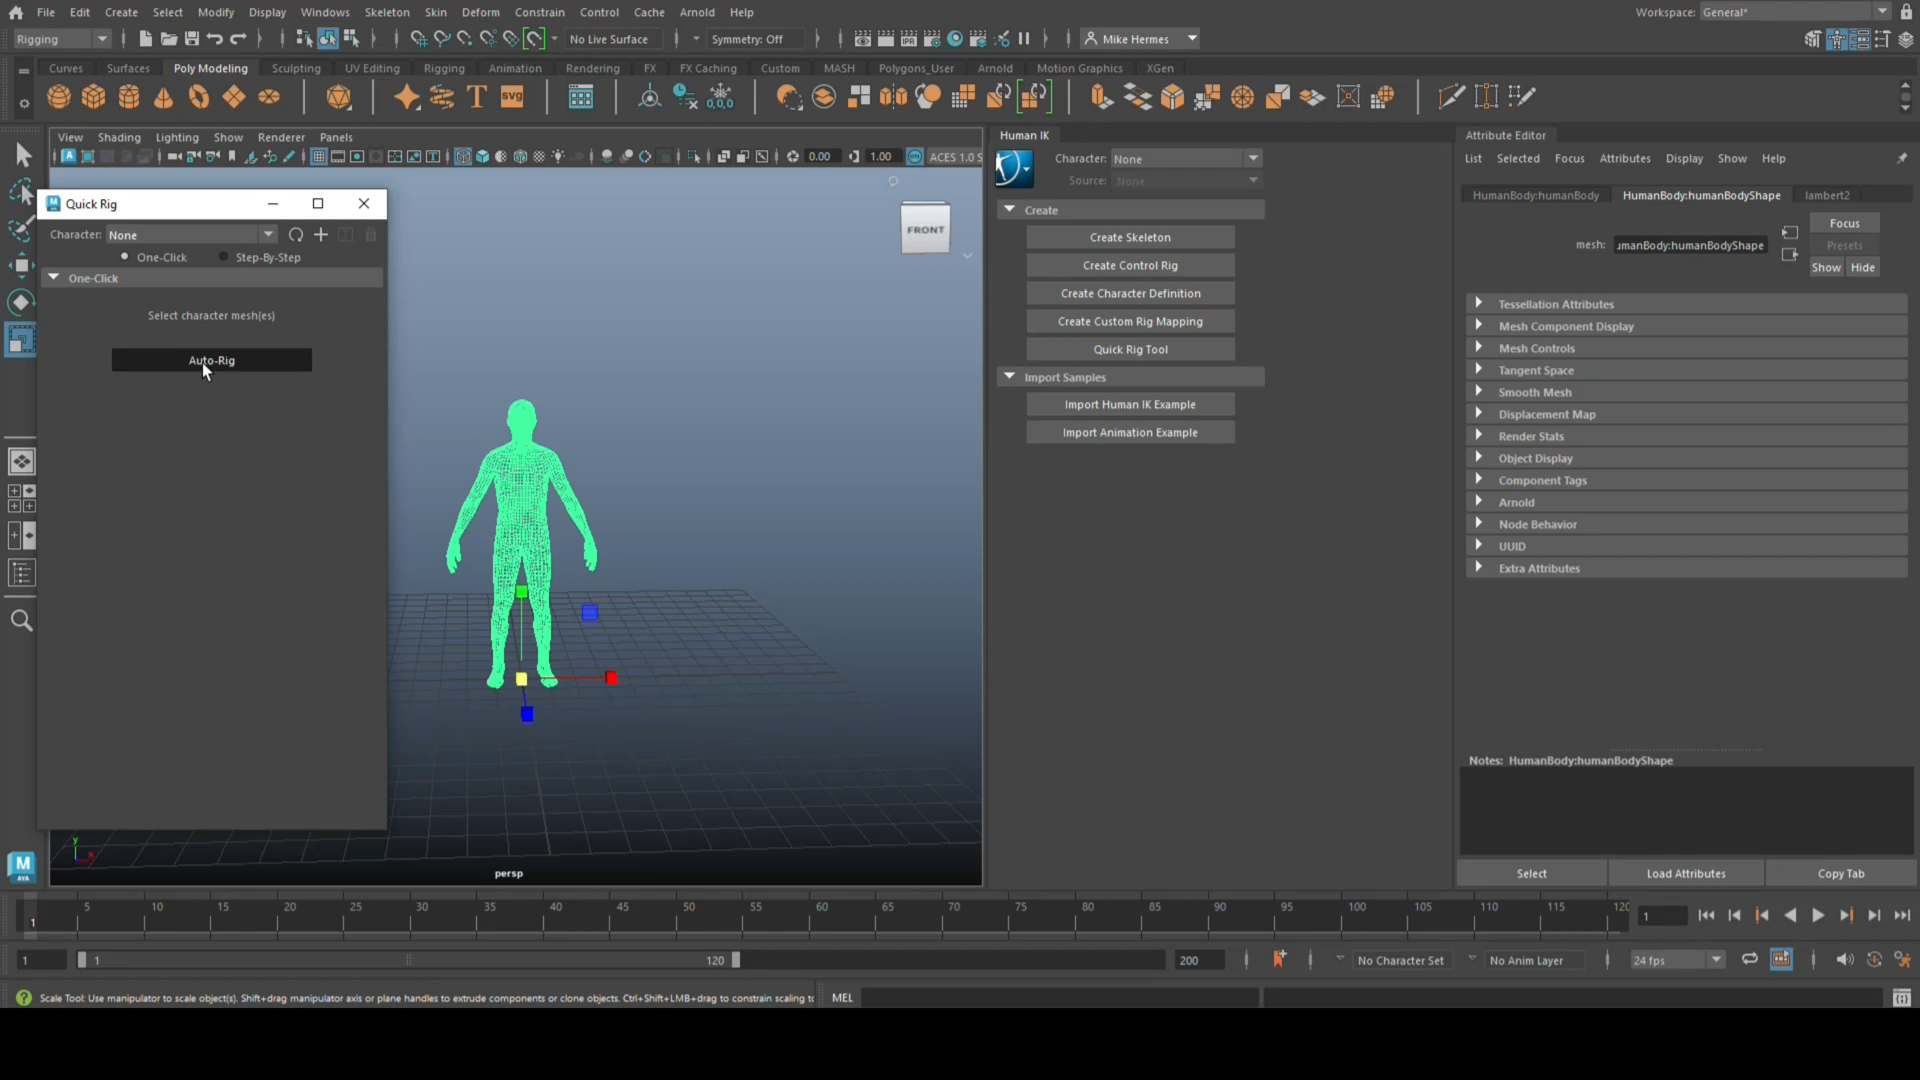 File Edit Create Select Modify Display Windows Skeleton Skin Deform Constrain Control Cache Arnold Help
Workspace: General*
Rigging
No Live Surface
Symmetry: Off
Mike Hermes
Curves Surfaces Poly Modeling Sculpting UV Editing Rigging Animation Rendering FX FX Caching Custom MASH Polygons_User Arnold Motion Graphics XGen
T SVG 0,0,0
View Shading Lighting Show Renderer Panels
0.00 1.00 ACES 1.0 S
Quick Rig
Character: None
One-Click Step-By-Step
One-Click
Select character mesh(es)
Auto-Rig
FRONT
persp
y
x
M
AYA
Human IK
Character: None
Source: None
Create
Create Skeleton
Create Control Rig
Create Character Definition
Create Custom Rig Mapping
Quick Rig Tool
Import Samples
Import Human IK Example
Import Animation Example
Attribute Editor
List Selected Focus Attributes Display Show Help
HumanBody:humanBody HumanBody:humanBodyShape lambert2
mesh: ımanBody:humanBodyShape
Focus
Presets
Show Hide
Tessellation Attributes
Mesh Component Display
Mesh Controls
Tangent Space
Smooth Mesh
Displacement Map
Render Stats
Object Display
Component Tags
Arnold
Node Behavior
UUID
Extra Attributes
Notes: HumanBody:humanBodyShape
Select Load Attributes Copy Tab
5 10 15 20 25 30 35 40 45 50 55 60 65 70 75 80 85 90 95 100 105 110 115 120
1
1
1 1 120 200
No Character Set
No Anim Layer
24 fps
Scale Tool: Use manipulator to scale object(s). Shift+drag manipulator axis or plane handles to extrude components or clone objects. Ctrl+Shift+LMB+drag to constrain scaling to
MEL